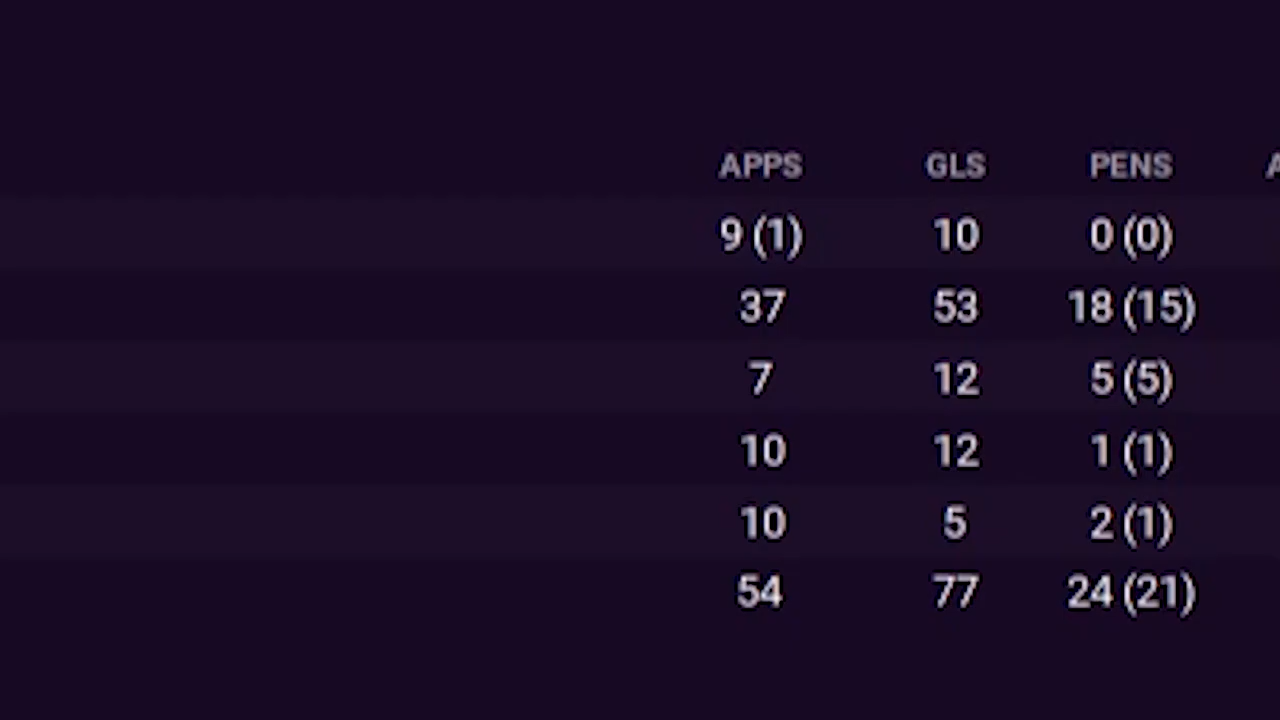 APPS GLS PENS A
9 (1) 10 0 (0)
37 53 18 (15)
7 12 5 (5)
10 12 1 (1)
10 5 2 (1)
54 77 24 (21)